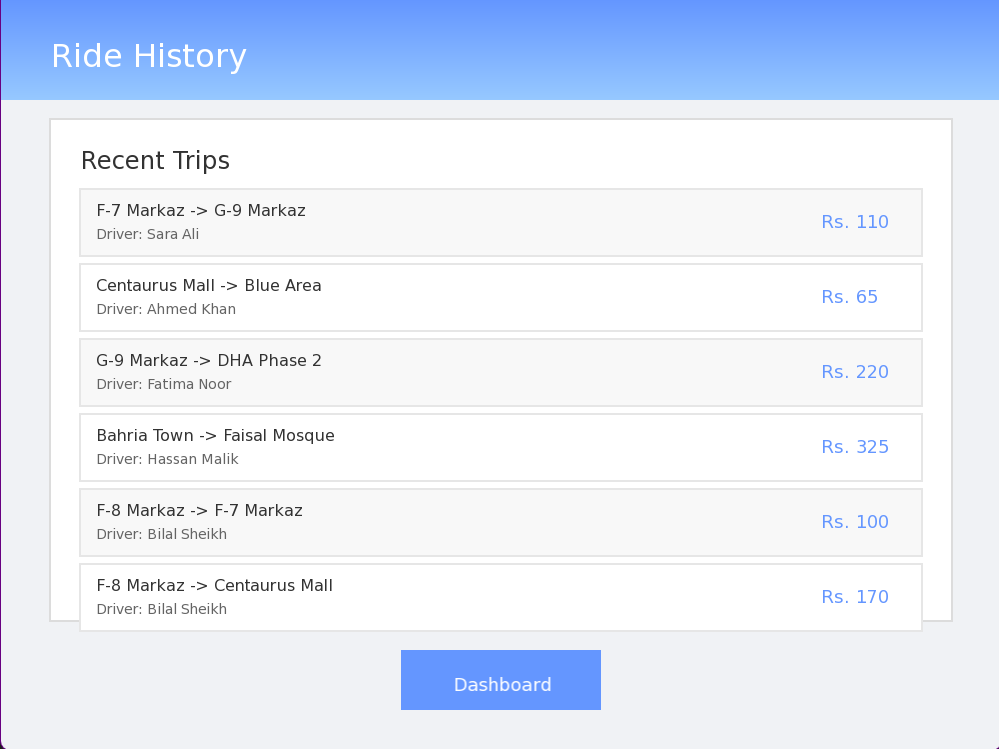 Ride History
Recent Trips
F-7 Markaz -> G-9 Markaz
Driver: Sara Ali
Rs. 110
Centaurus Mall -> Blue Area
Driver: Ahmed Khan
Rs. 65
G-9 Markaz -> DHA Phase 2
Driver: Fatima Noor
Rs. 220
Bahria Town -> Faisal Mosque
Driver: Hassan Malik
Rs. 325
F-8 Markaz -> F-7 Markaz
Driver: Bilal Sheikh
Rs. 100
F-8 Markaz -> Centaurus Mall
Driver: Bilal Sheikh
Rs. 170
Dashboard